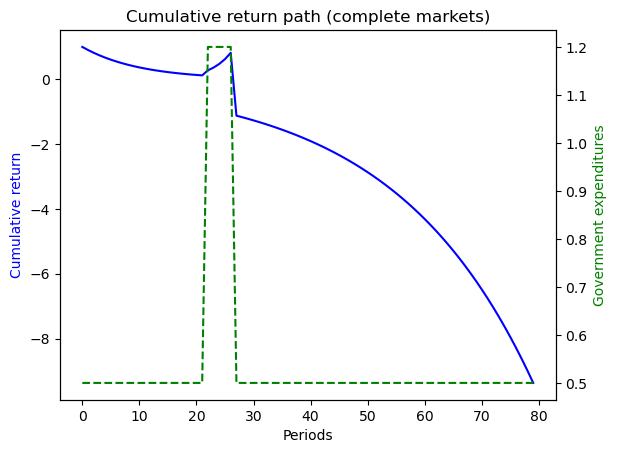 Cumulative return path (complete markets)
Cumulative return
0
−2
−4
−6
−8
1.2
1.1
1.0
0.9
0.8
0.7
0.6
0.5
Government expenditures
0 10 20 30 40 50 60 70 80
Periods